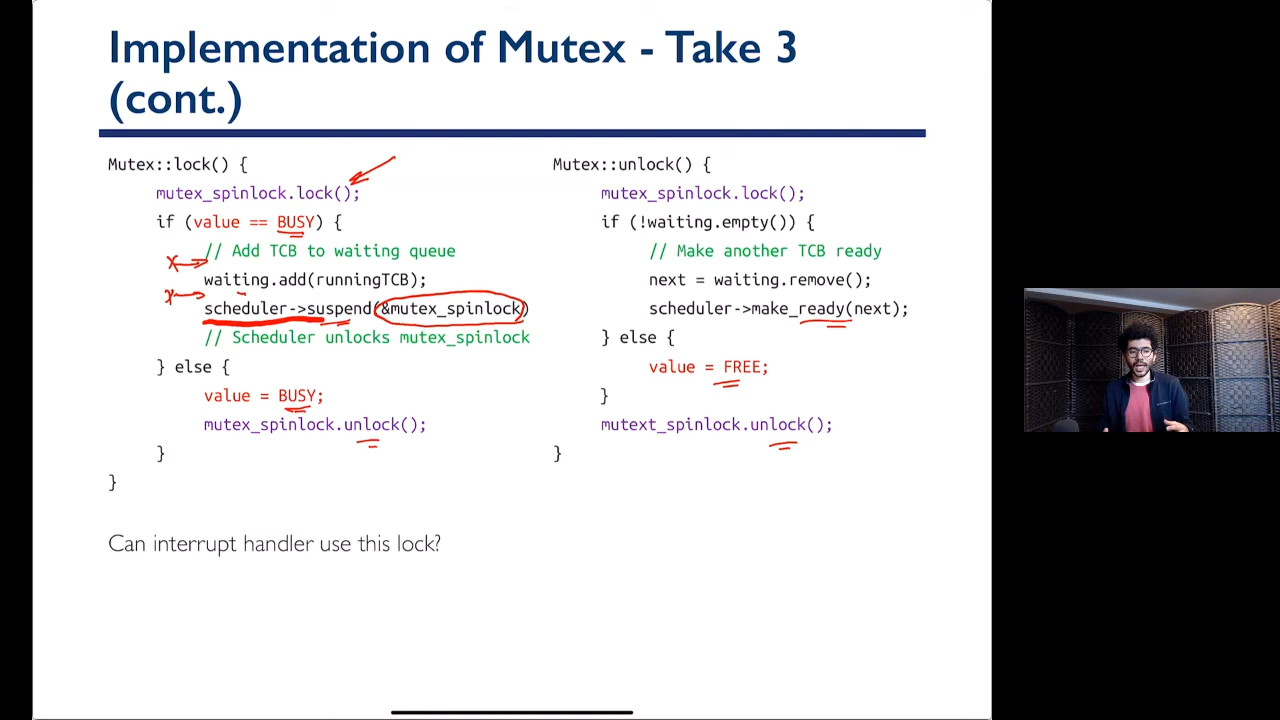 Implementation of Mutex - Take 3
(cont.)
Mutex::lock() {
mutex_spinlock.lock();
if (value == BUSY) {
// Add TCB to waiting queue
waiting.add(runningTCB);
scheduler->suspend(&mutex_spinlock)
// Scheduler unlocks mutex_spinlock
} else {
value = BUSY;
mutex_spinlock.unlock();
}
}
Mutex::unlock() {
mutex_spinlock.lock();
if (!waiting.empty()) {
// Make another TCB ready
next = waiting.remove();
scheduler->make_ready(next);
} else {
value = FREE;
}
mutext_spinlock.unlock();
}
Can interrupt handler use this lock?